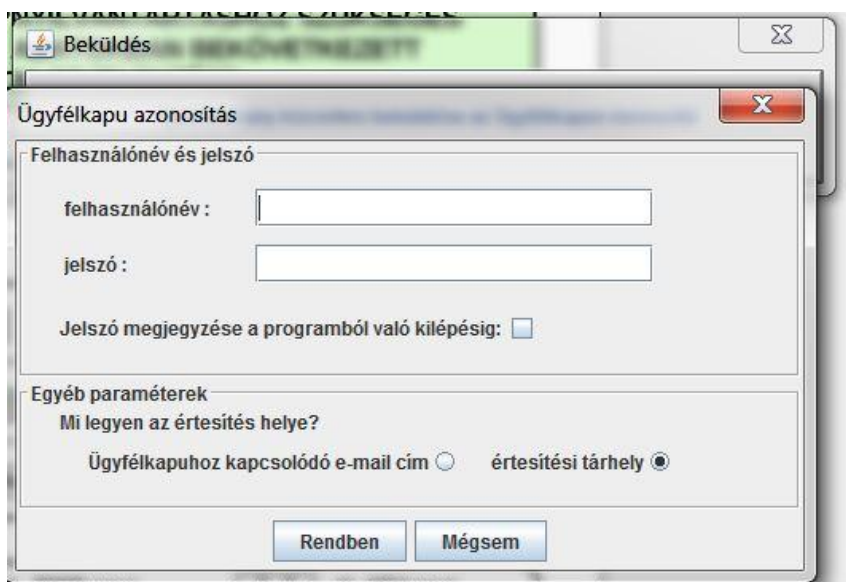 BEKÖVETKEZETT
Beküldés
Ügyfélkapu azonosítás
Felhasználónév és jelszó
felhasználónév :
jelszó :
Jelszó megjegyzése a programból való kilépésig:
Egyéb paraméterek
Mi legyen az értesítés helye?
Ügyfélkapuhoz kapcsolódó e-mail cím értesítési tárhely
Rendben Mégsem